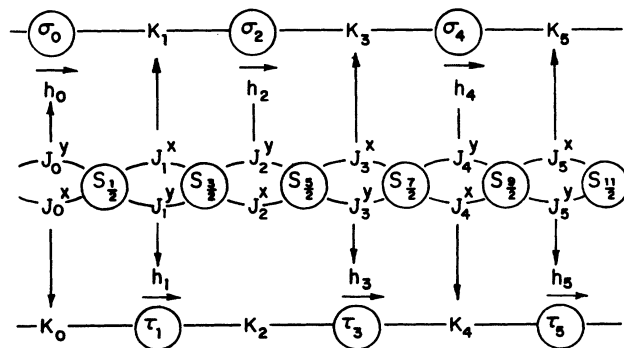 σ₀ K₁ σ₂ K₃ σ₄ K₅
h₀ h₂ h₄
J₀ʸ J₁ˣ J₂ʸ J₃ˣ J₄ʸ J₅ˣ
S½ S3/2 S5/2 S7/2 S9/2 S11/2
J₀ˣ J₁ʸ J₂ˣ J₃ʸ J₄ˣ J₅ʸ
h₁ h₃ h₅
K₀ τ₁ K₂ τ₃ K₄ τ₅